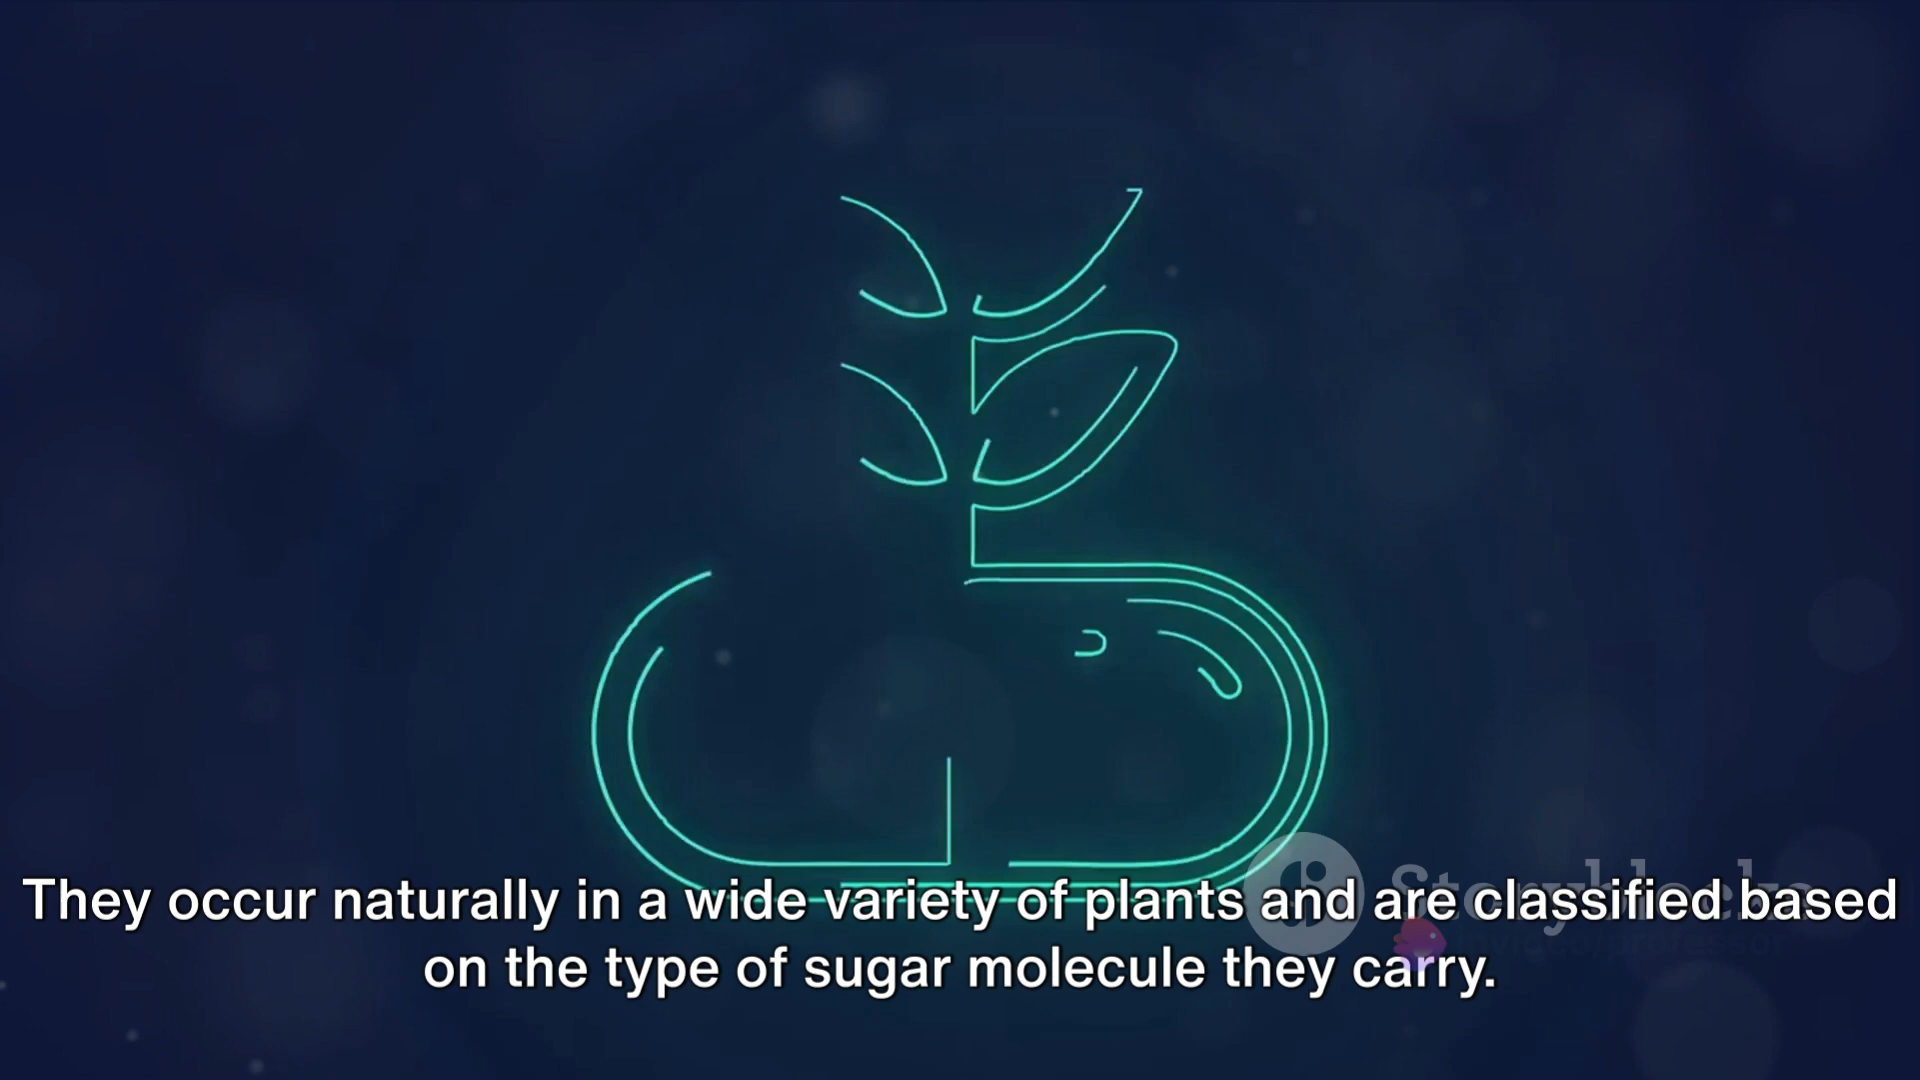 Storyblocks
They occur naturally in a wide variety of plants and are classified based
on the type of sugar molecule they carry.